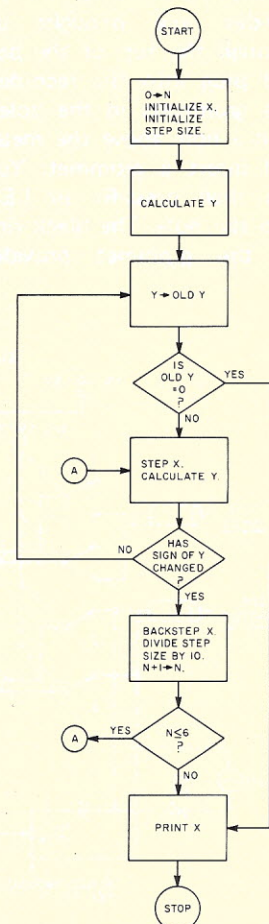 START
O→N
INITIALIZE X.
INITIALIZE
STEP SIZE.
CALCULATE Y
Y→OLD Y
IS
OLD Y
=0
?
YES
NO
A
STEP X.
CALCULATE Y.
HAS
SIGN OF Y
CHANGED
?
NO
YES
BACKSTEP X.
DIVIDE STEP
SIZE BY 10.
N+1→N.
N≤6
?
YES
A
NO
PRINT X
STOP